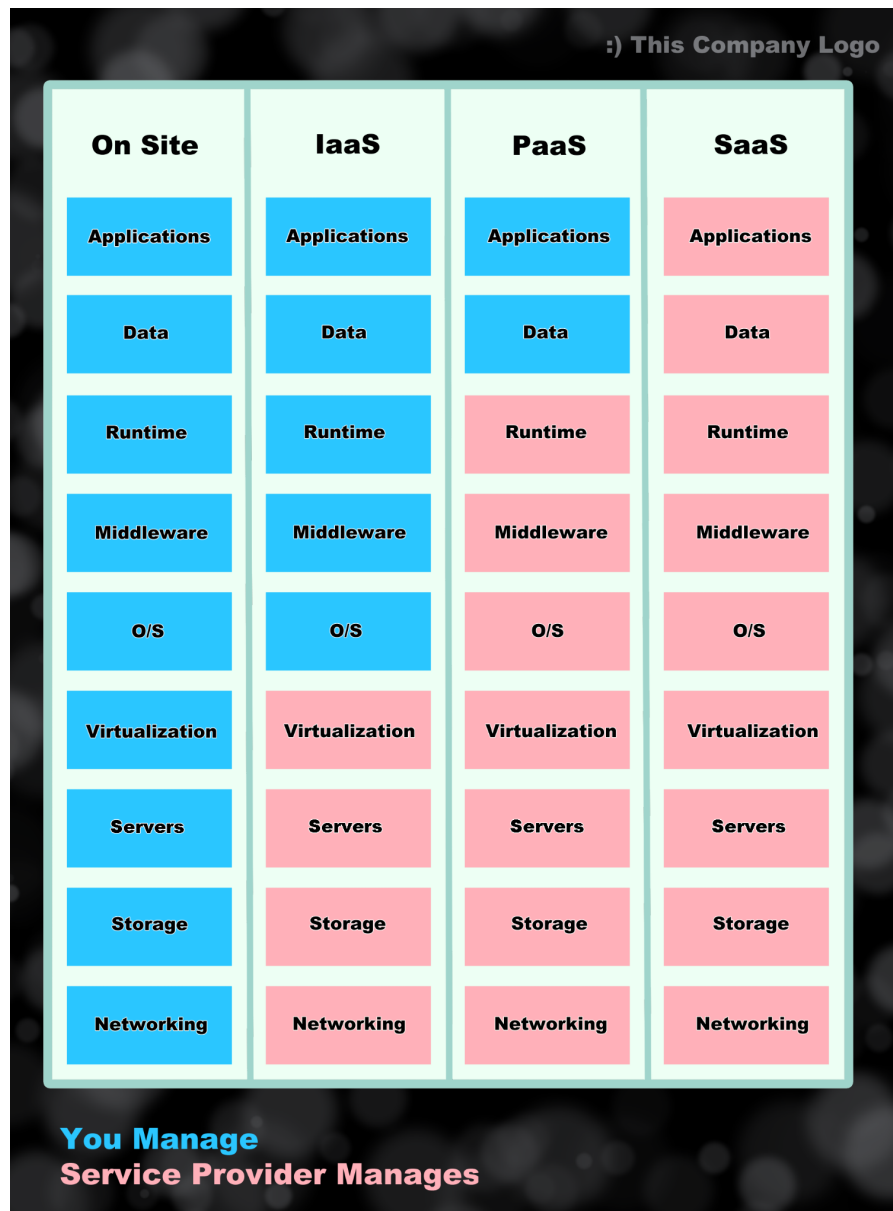 :) This Company Logo
On Site IaaS PaaS SaaS
Applications Applications Applications Applications
Data Data Data Data
Runtime Runtime Runtime Runtime
Middleware Middleware Middleware Middleware
O/S O/S O/S O/S
Virtualization Virtualization Virtualization Virtualization
Servers Servers Servers Servers
Storage Storage Storage Storage
Networking Networking Networking Networking
You Manage
Service Provider Manages